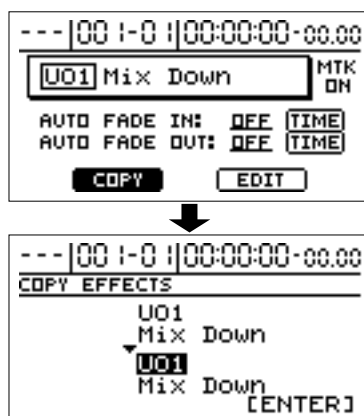 ---|001-01|00:00:00-00.00
U01 Mix Down
MTK
ON
AUTO FADE IN: OFF TIME
AUTO FADE OUT: OFF TIME
COPY EDIT
---|001-01|00:00:00-00.00
COPY EFFECTS
U01
Mix Down
U01
Mix Down
[ENTER]